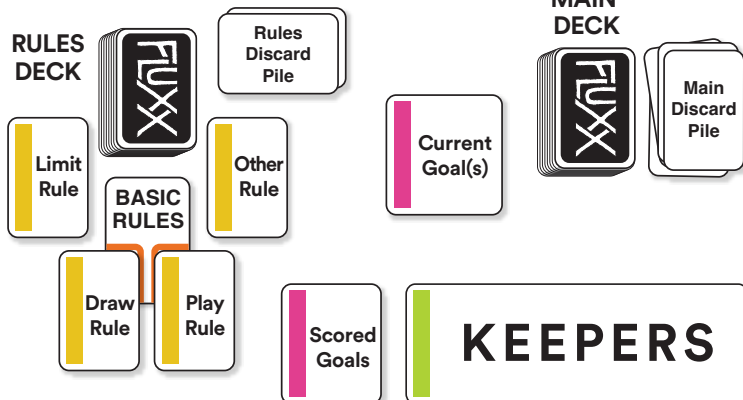 RULES
DECK
FLUXX
Rules
Discard
Pile
MAIN
DECK
FLUXX
Main
Discard
Pile
Current
Goal(s)
Limit
Rule
BASIC
RULES
Other
Rule
Draw
Rule
Play
Rule
Scored
Goals
KEEPERS